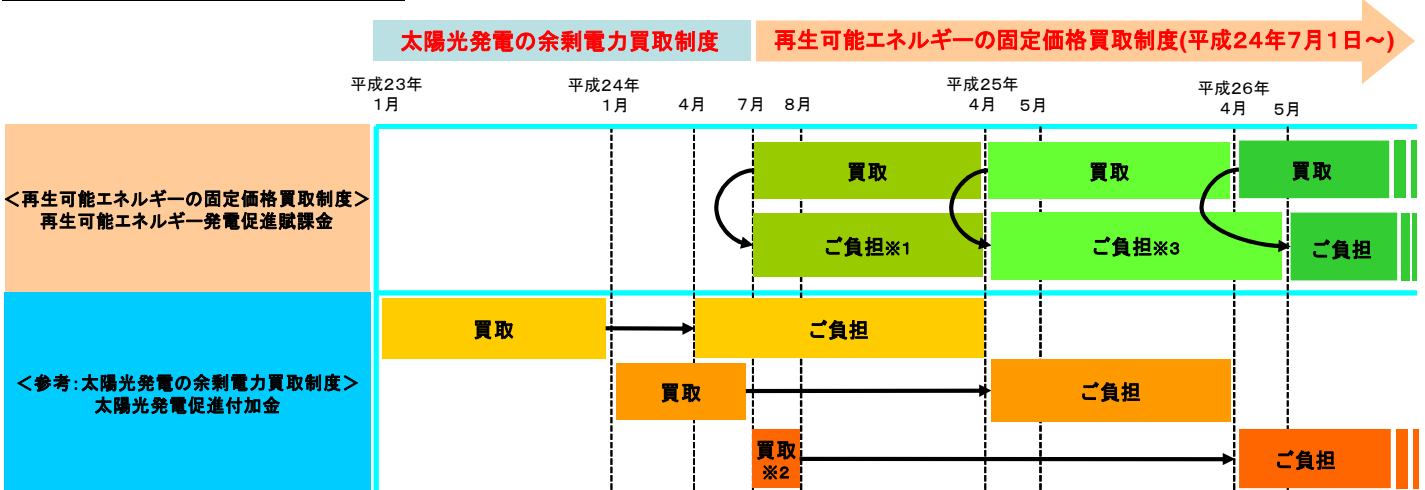 太陽光発電の余剰電力買取制度
再生可能エネルギーの固定価格買取制度(平成24年7月1日～)
平成23年
1月
平成24年
1月
4月
7月
8月
平成25年
4月
5月
平成26年
4月
5月
＜再生可能エネルギーの固定価格買取制度＞
再生可能エネルギー発電促進賦課金
買取
買取
買取
ご負担※1
ご負担※3
ご負担
＜参考：太陽光発電の余剰電力買取制度＞
太陽光発電促進付加金
買取
ご負担
買取
ご負担
買取
※2
ご負担